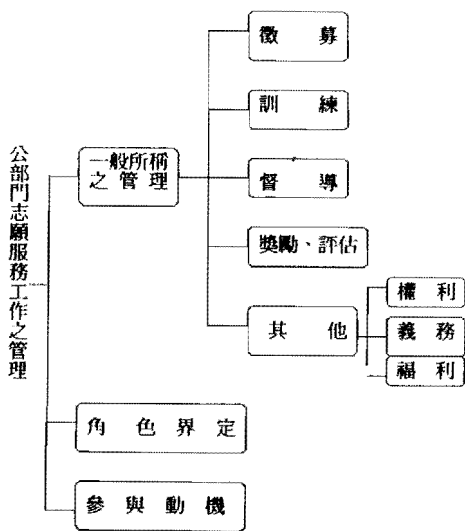 公部門志願服務工作之管理
一般所稱
之管理
徵募
訓練
督導
獎勵、評估
其他
權利
義務
福利
角色界定
參與動機